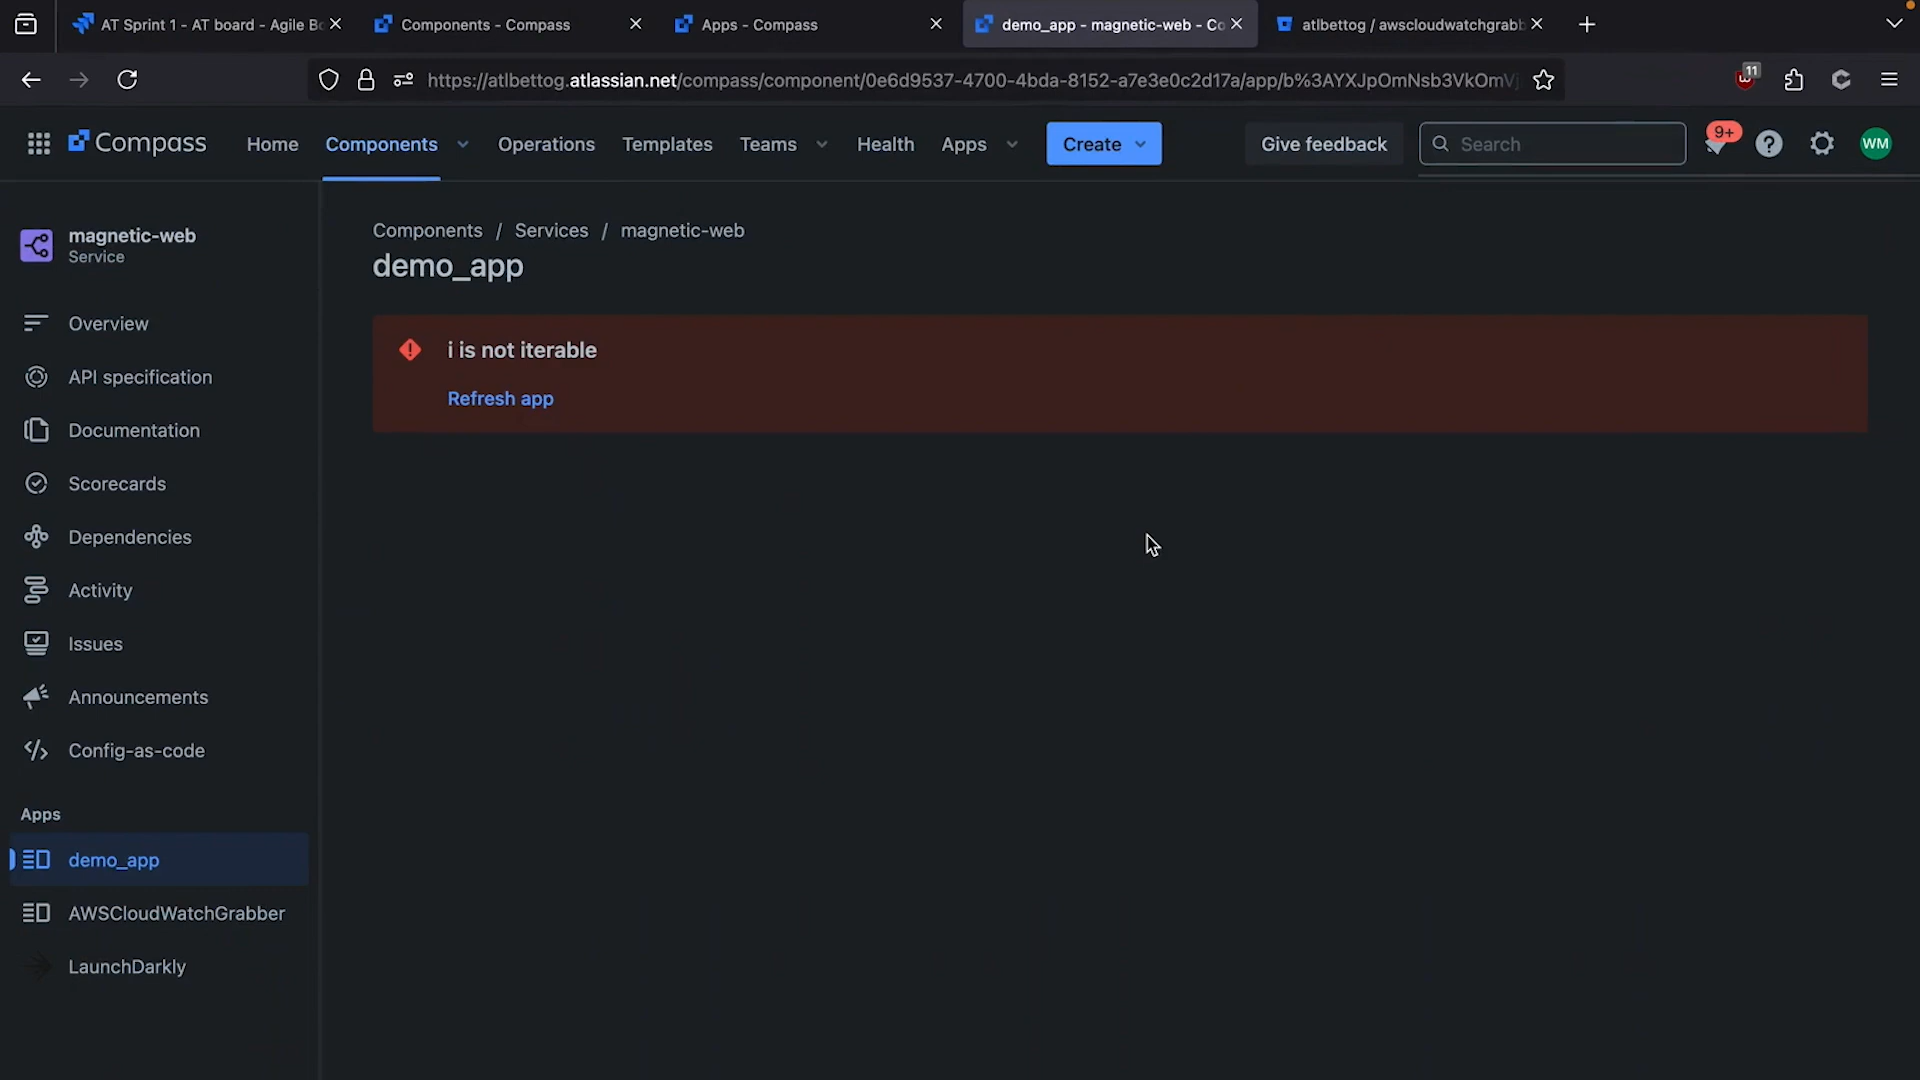 AT Sprint 1 - AT board - Agile Bo
Components - Compass
Apps - Compass
demo_app - magnetic-web - Co
atlbettog / awscloudwatchgrabb
https://atlbettog.atlassian.net/compass/component/0e6d9537-4700-4bda-8152-a7e3e0c2d17a/app/b%3AYXJpOmNsb3VkOmVj
11
Compass
Home
Components
Operations
Templates
Teams
Health
Apps
Create
Give feedback
Search
9+
WM
magnetic-web
Service
Overview
API specification
Documentation
Scorecards
Dependencies
Activity
Issues
Announcements
Config-as-code
Apps
demo_app
AWSCloudWatchGrabber
LaunchDarkly
Components / Services / magnetic-web
demo_app
i is not iterable
Refresh app